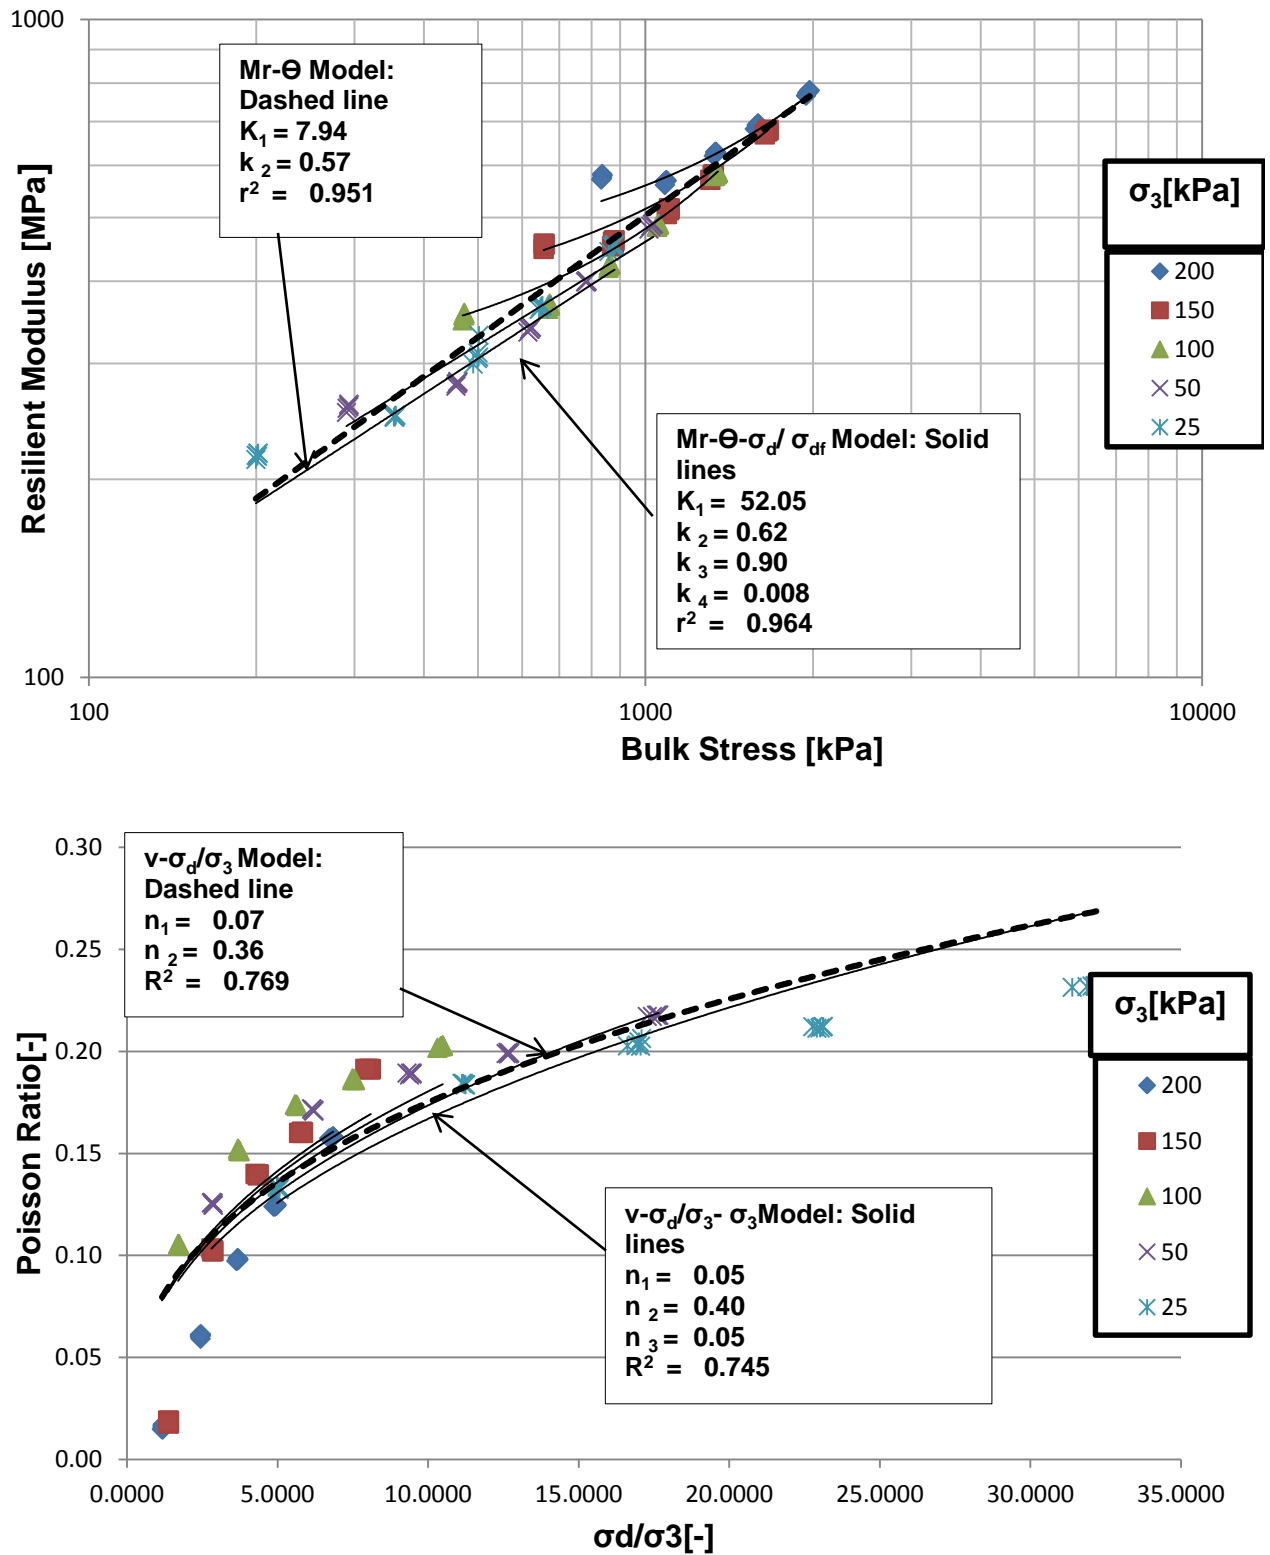 1000
Mr-Ө Model:
Dashed line
K1 = 7.94
k 2 = 0.57
r2 = 0.951
Resilient Modulus [MPa]
σ3[kPa]
200
150
100
50
25
Mr-Ө-σd/ σdf Model: Solid
lines
K1 = 52.05
k 2 = 0.62
k 3 = 0.90
k 4 = 0.008
r2 = 0.964
100
100
1000
10000
Bulk Stress [kPa]
0.30
0.25
0.20
0.15
0.10
0.05
0.00
Poisson Ratio[-]
ν-σd/σ3 Model:
Dashed line
n1 = 0.07
n 2 = 0.36
R2 = 0.769
σ3[kPa]
200
150
100
50
25
ν-σd/σ3- σ3Model: Solid
lines
n1 = 0.05
n 2 = 0.40
n 3 = 0.05
R2 = 0.745
0.0000
5.0000
10.0000
15.0000
20.0000
25.0000
30.0000
35.0000
σd/σ3[-]